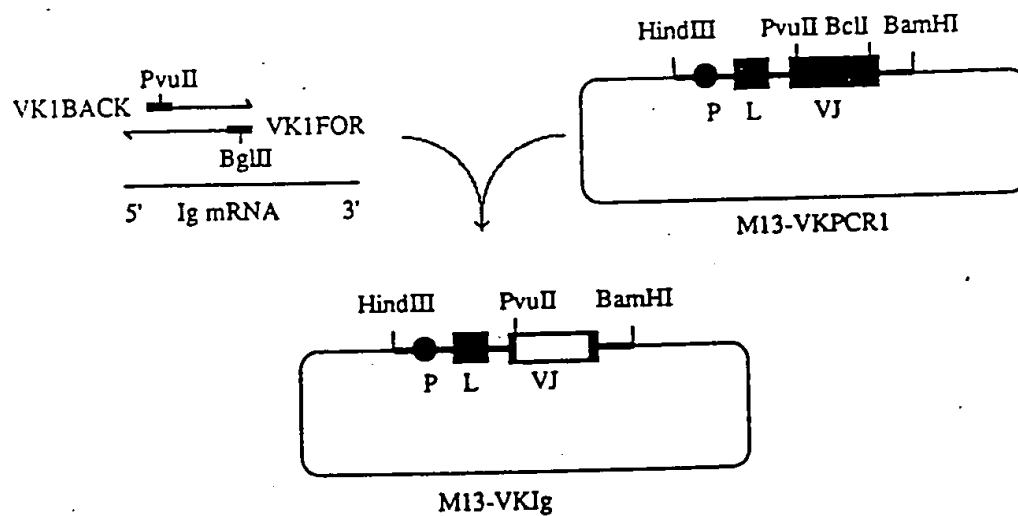 PvuII
VK1BACK
VK1FOR
BglII
5' Ig mRNA 3'
HindIII PvuII BclI BamHI
P L VJ
M13-VKPCR1
HindIII PvuII BamHI
P L VJ
M13-VKIg